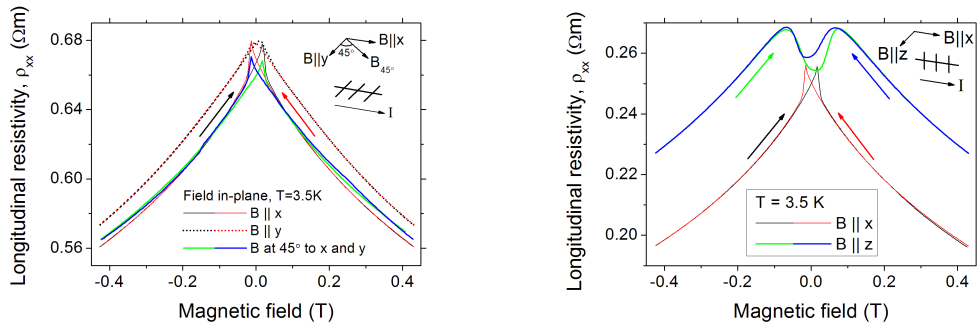 Longitudinal resistivity, ρxx (Ωm)
0.68
0.64
0.60
0.56
-0.4
-0.2
0.0
0.2
0.4
Magnetic field (T)
B||x
B||y
45°
B45°
I
Field in-plane, T=3.5K
B || x
B || y
B at 45° to x and y
Longitudinal resistivity, ρxx (Ωm)
0.26
0.24
0.22
0.20
-0.4
-0.2
0.0
0.2
0.4
Magnetic field (T)
B||x
B||z
I
T = 3.5 K
B || x
B || z